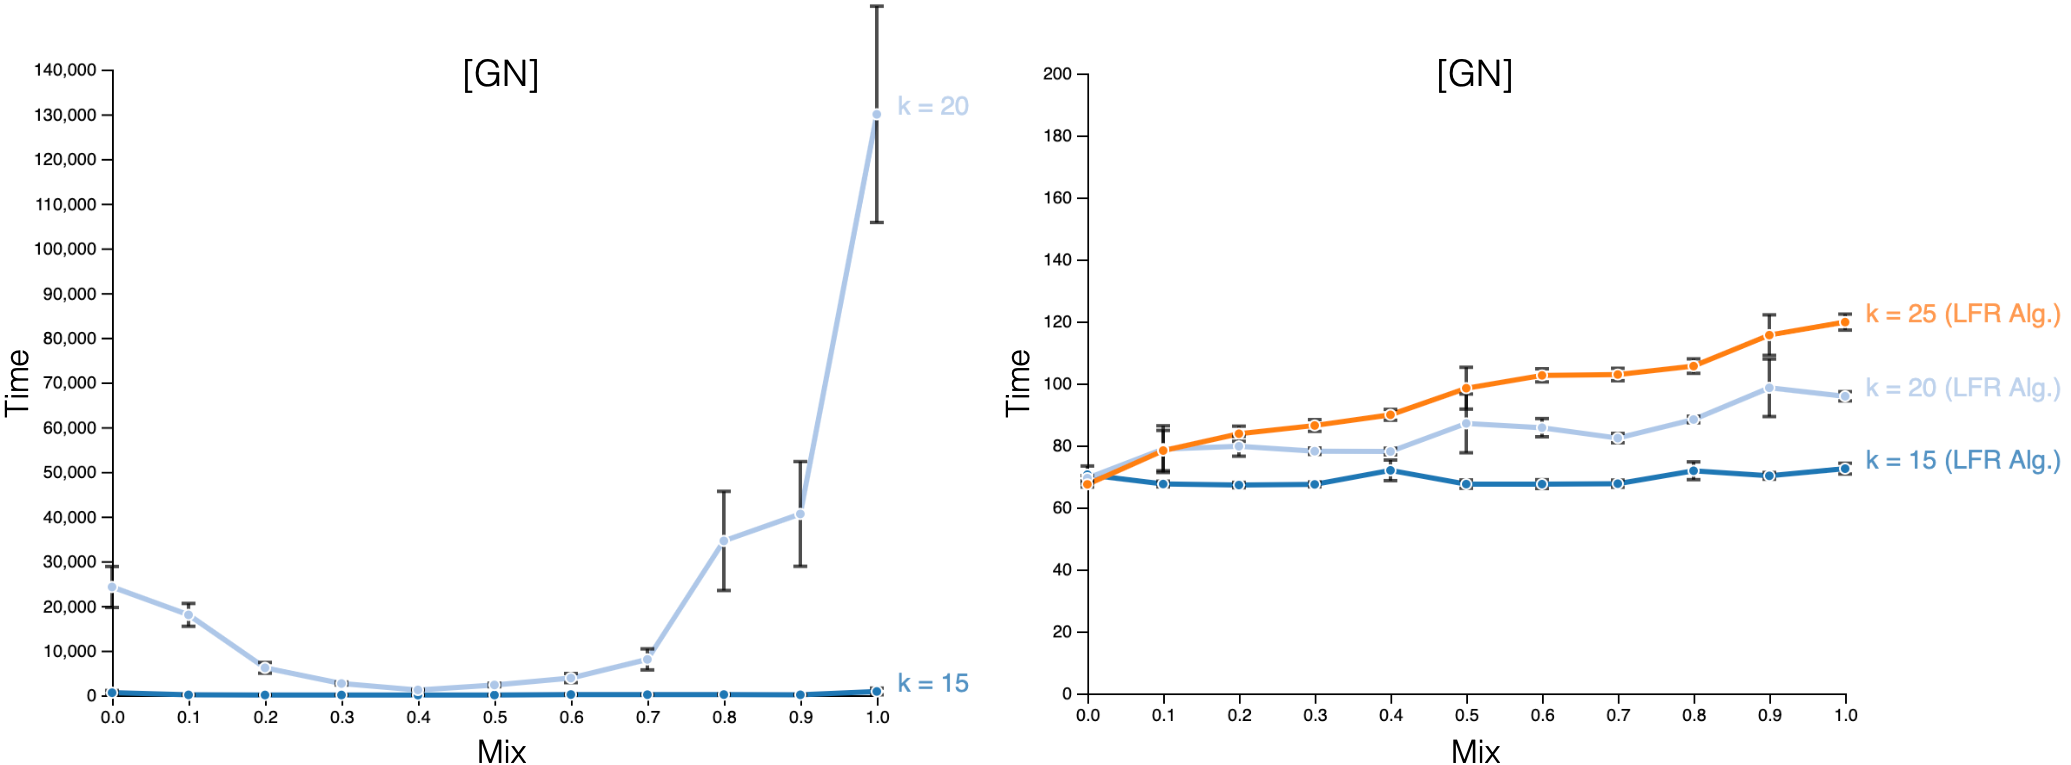 [GN]
140,000
130,000
120,000
110,000
100,000
90,000
80,000
70,000
60,000
50,000
40,000
30,000
20,000
10,000
0
Time
k = 20
k = 15
0.0 0.1 0.2 0.3 0.4 0.5 0.6 0.7 0.8 0.9 1.0
Mix
[GN]
200
180
160
140
120
100
80
60
40
20
0
Time
k = 25 (LFR Alg.)
k = 20 (LFR Alg.)
k = 15 (LFR Alg.)
0.0 0.1 0.2 0.3 0.4 0.5 0.6 0.7 0.8 0.9 1.0
Mix